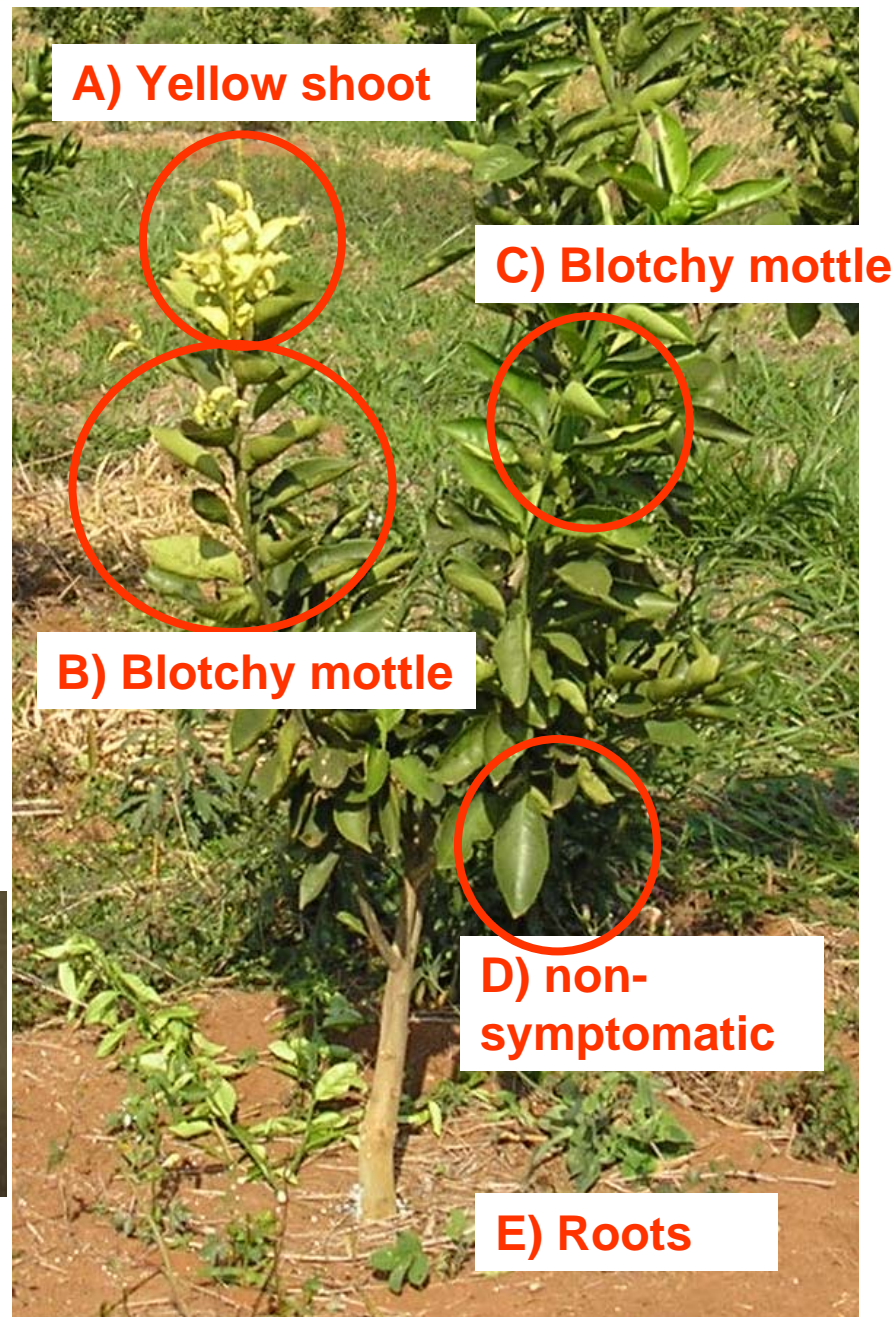 A) Yellow shoot
C) Blotchy mottle
B) Blotchy mottle
D) non-
symptomatic
E) Roots